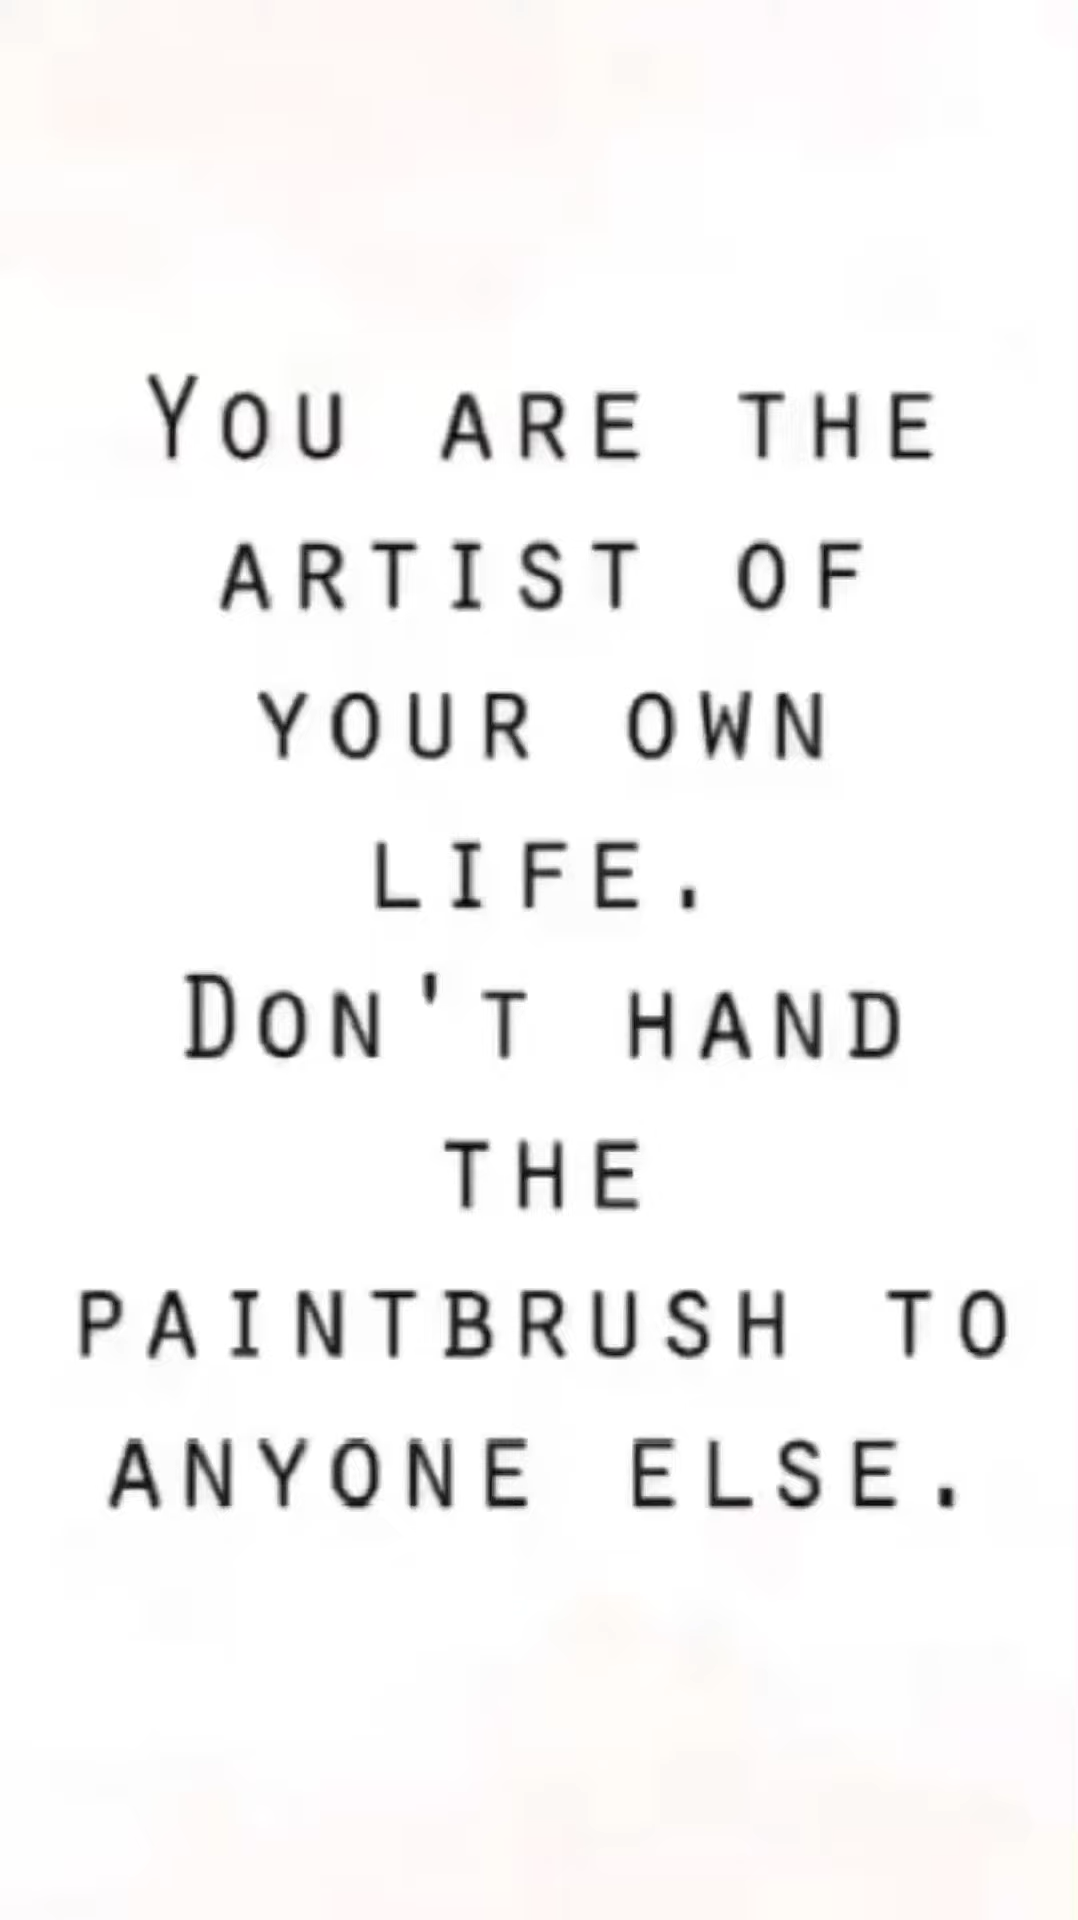 You are the
artist of
your own
life.
Don't hand
the
paintbrush to
anyone else.